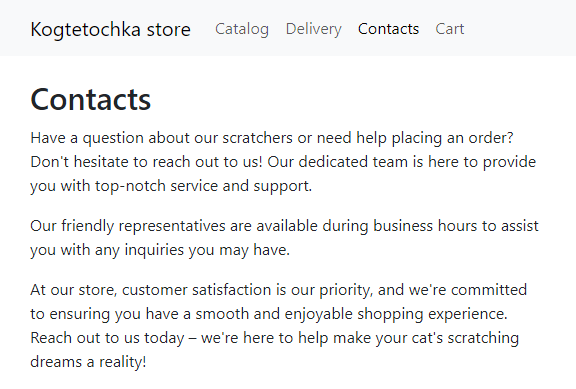 Kogtetochka store Catalog Delivery Contacts Cart
Contacts
Have a question about our scratchers or need help placing an order?
Don't hesitate to reach out to us! Our dedicated team is here to provide
you with top-notch service and support.
Our friendly representatives are available during business hours to assist
you with any inquiries you may have.
At our store, customer satisfaction is our priority, and we're committed
to ensuring you have a smooth and enjoyable shopping experience.
Reach out to us today – we're here to help make your cat's scratching
dreams a reality!